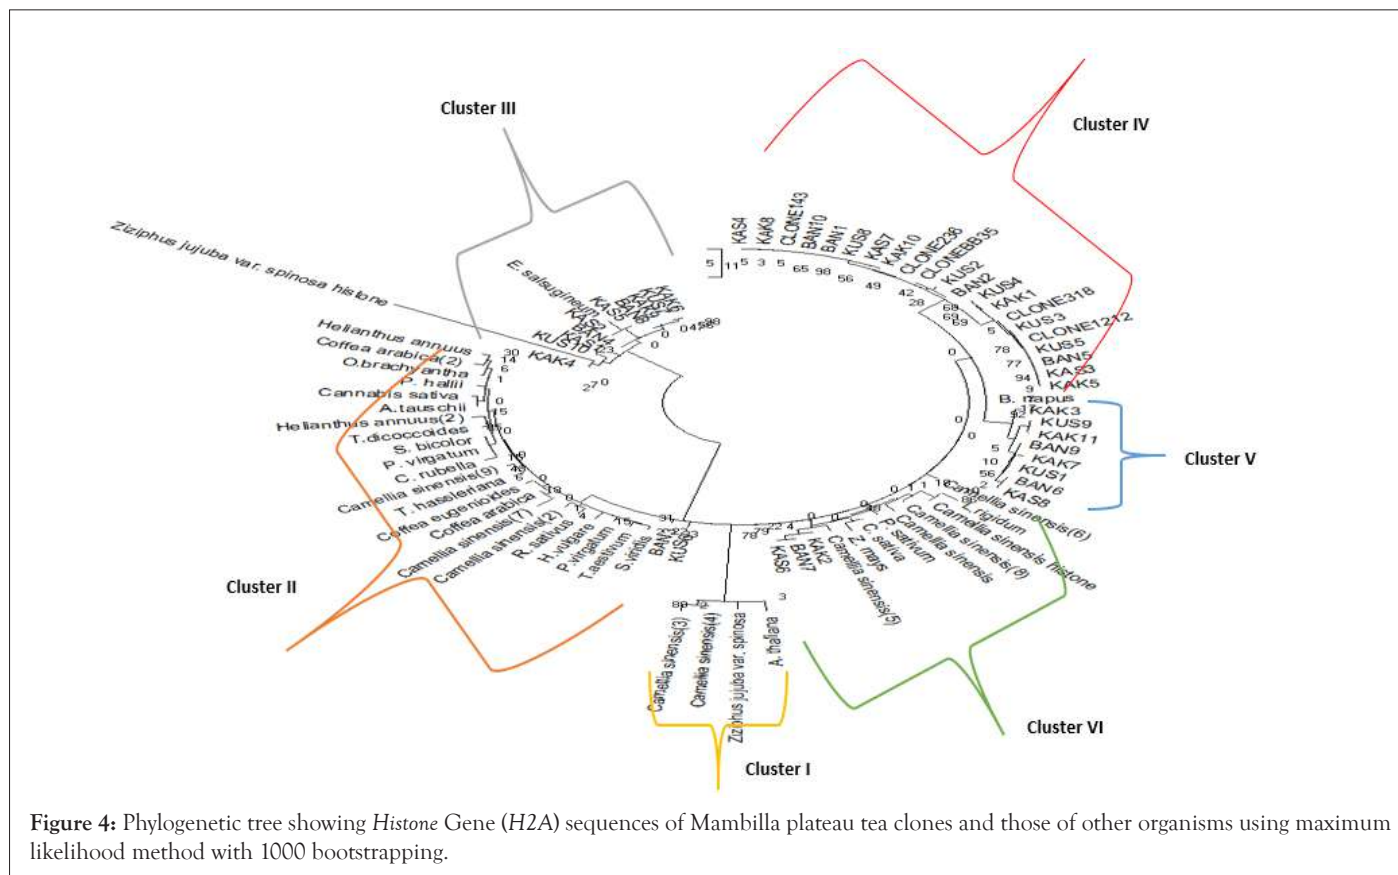 Cluster III
Cluster IV
Ziziphus jujuba var. spinosa histone
E. salsugineum
KAK6
KUS10
KAK4
KAS4
KAK8
CLONE143
BAN10
BAN1
KUS8
KAS7
KAK10
CLONE238
CLONEBB35
KUS2
BAN2
KUS4
KAK1
CLONE318
KUS3
CLONE1212
KUS5
BAN5
KAS3
KAK5
B. napus
KAK3
KUS9
KAK11
BAN9
KAK7
KUS1
BAN6
KAS8
Cluster V
Camellia sinensis(6)
L. rigidum
Camellia sinensis histone
Camellia sinensis(8)
Camellia sinensis
P. sativum
C. sativa
Z. mays
Camellia sinensis(5)
KAK2
BAN7
KAS6
Cluster VI
A. thaliana
Ziziphus jujuba var. spinosa
Camellia sinensis(4)
Camellia sinensis(3)
Cluster I
BAN3
S.viridis
T.aestivum
P.virgatum
H. vulgare
R. sativus
Camellia sinensis(2)
Camellia sinensis(7)
Coffea arabica
Coffea eugenioides
T. hassleriana
Camellia sinensis(9)
C. rubella
P. virgatum
S. bicolor
T.dicoccoides
Helianthus annuus(2)
A.tauschii
Cannabis sativa
P. hallii
O.brachyantha
Coffea arabica(2)
Helianthus annuus
Cluster II
Figure 4: Phylogenetic tree showing Histone Gene (H2A) sequences of Mambilla plateau tea clones and those of other organisms using maximum
likelihood method with 1000 bootstrapping.